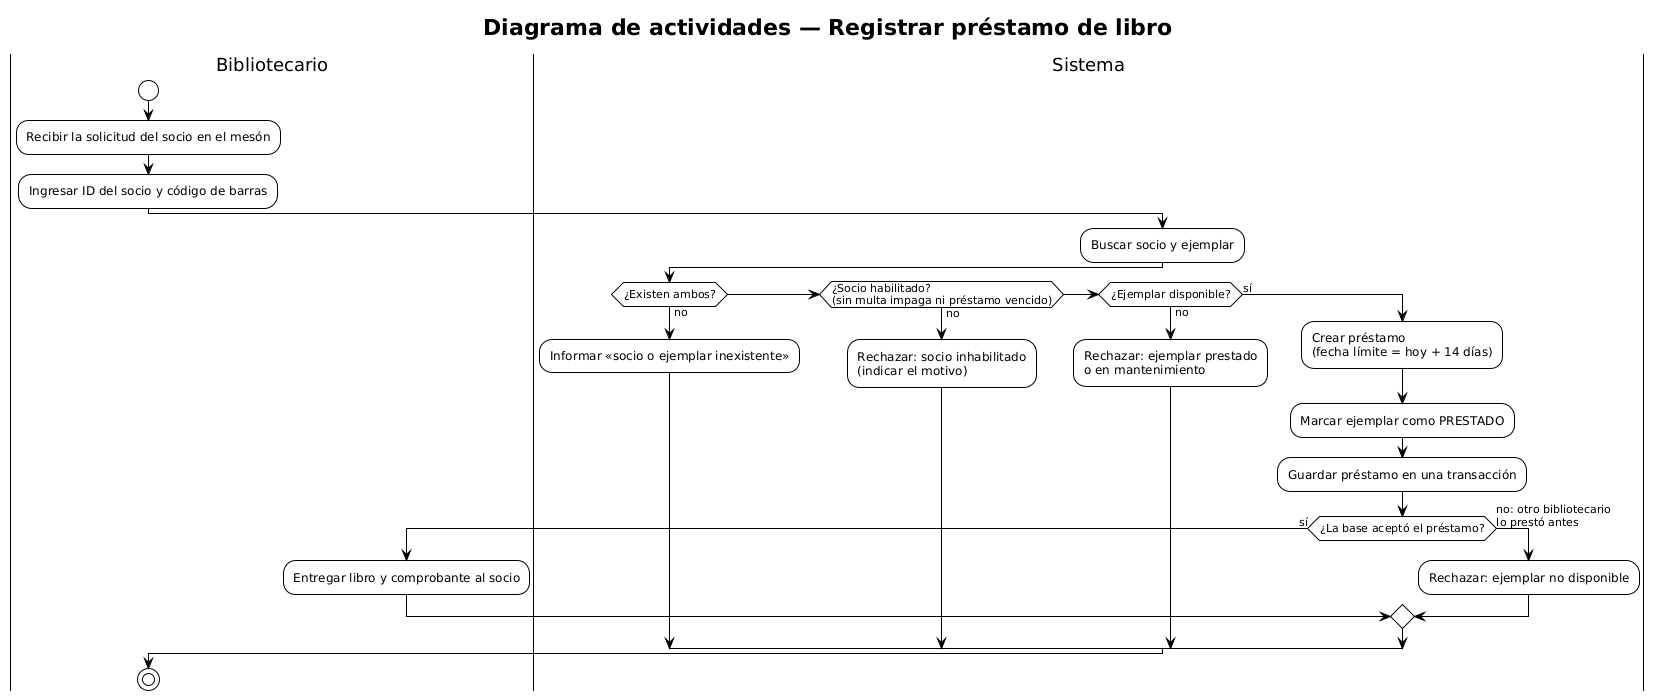 Diagrama de actividades — Registrar préstamo de libro
Bibliotecario
Sistema
Recibir la solicitud del socio en el mesón
Ingresar ID del socio y código de barras
Buscar socio y ejemplar
¿Existen ambos?
¿Socio habilitado?
(sin multa impaga ni préstamo vencido)
¿Ejemplar disponible?
sí
no
no
no
Informar «socio o ejemplar inexistente»
Rechazar: socio inhabilitado
(indicar el motivo)
Rechazar: ejemplar prestado
o en mantenimiento
Crear préstamo
(fecha límite = hoy + 14 días)
Marcar ejemplar como PRESTADO
Guardar préstamo en una transacción
sí
¿La base aceptó el préstamo?
no: otro bibliotecario
lo prestó antes
Entregar libro y comprobante al socio
Rechazar: ejemplar no disponible